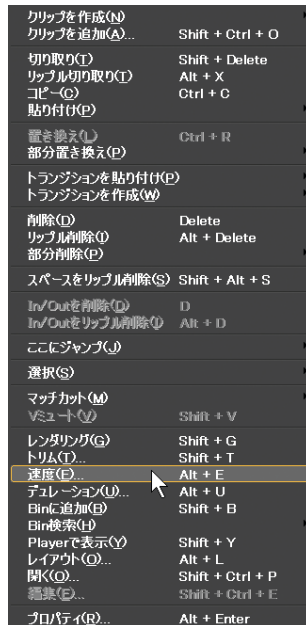 クリップを作成(N)
クリップを追加(A)... Shift + Ctrl + O
切り取り(T) Shift + Delete
リップル切り取り(T) Alt + X
コピー(C) Ctrl + C
貼り付け(P)
置き換え(L) Ctrl + R
部分置き換え(P)
トランジションを貼り付け(P)
トランジションを作成(W)
削除(D) Delete
リップル削除(I) Alt + Delete
部分削除(P)
スペースをリップル削除(S) Shift + Alt + S
In/Outを削除(D) D
In/Outをリップル削除(I) Alt + D
ここにジャンプ(J)
選択(S)
マッチカット(M)
Vミュート(V) Shift + V
レンダリング(G) Shift + G
トリム(T)... Shift + T
速度(E)... Alt + E
デュレーション(U)... Alt + U
Binに追加(B) Shift + B
Bin検索(H)
Playerで表示(Y) Shift + Y
レイアウト(O)... Alt + L
開く(O)... Shift + Ctrl + P
編集(E)... Shift + Ctrl + E
プロパティ(R)... Alt + Enter